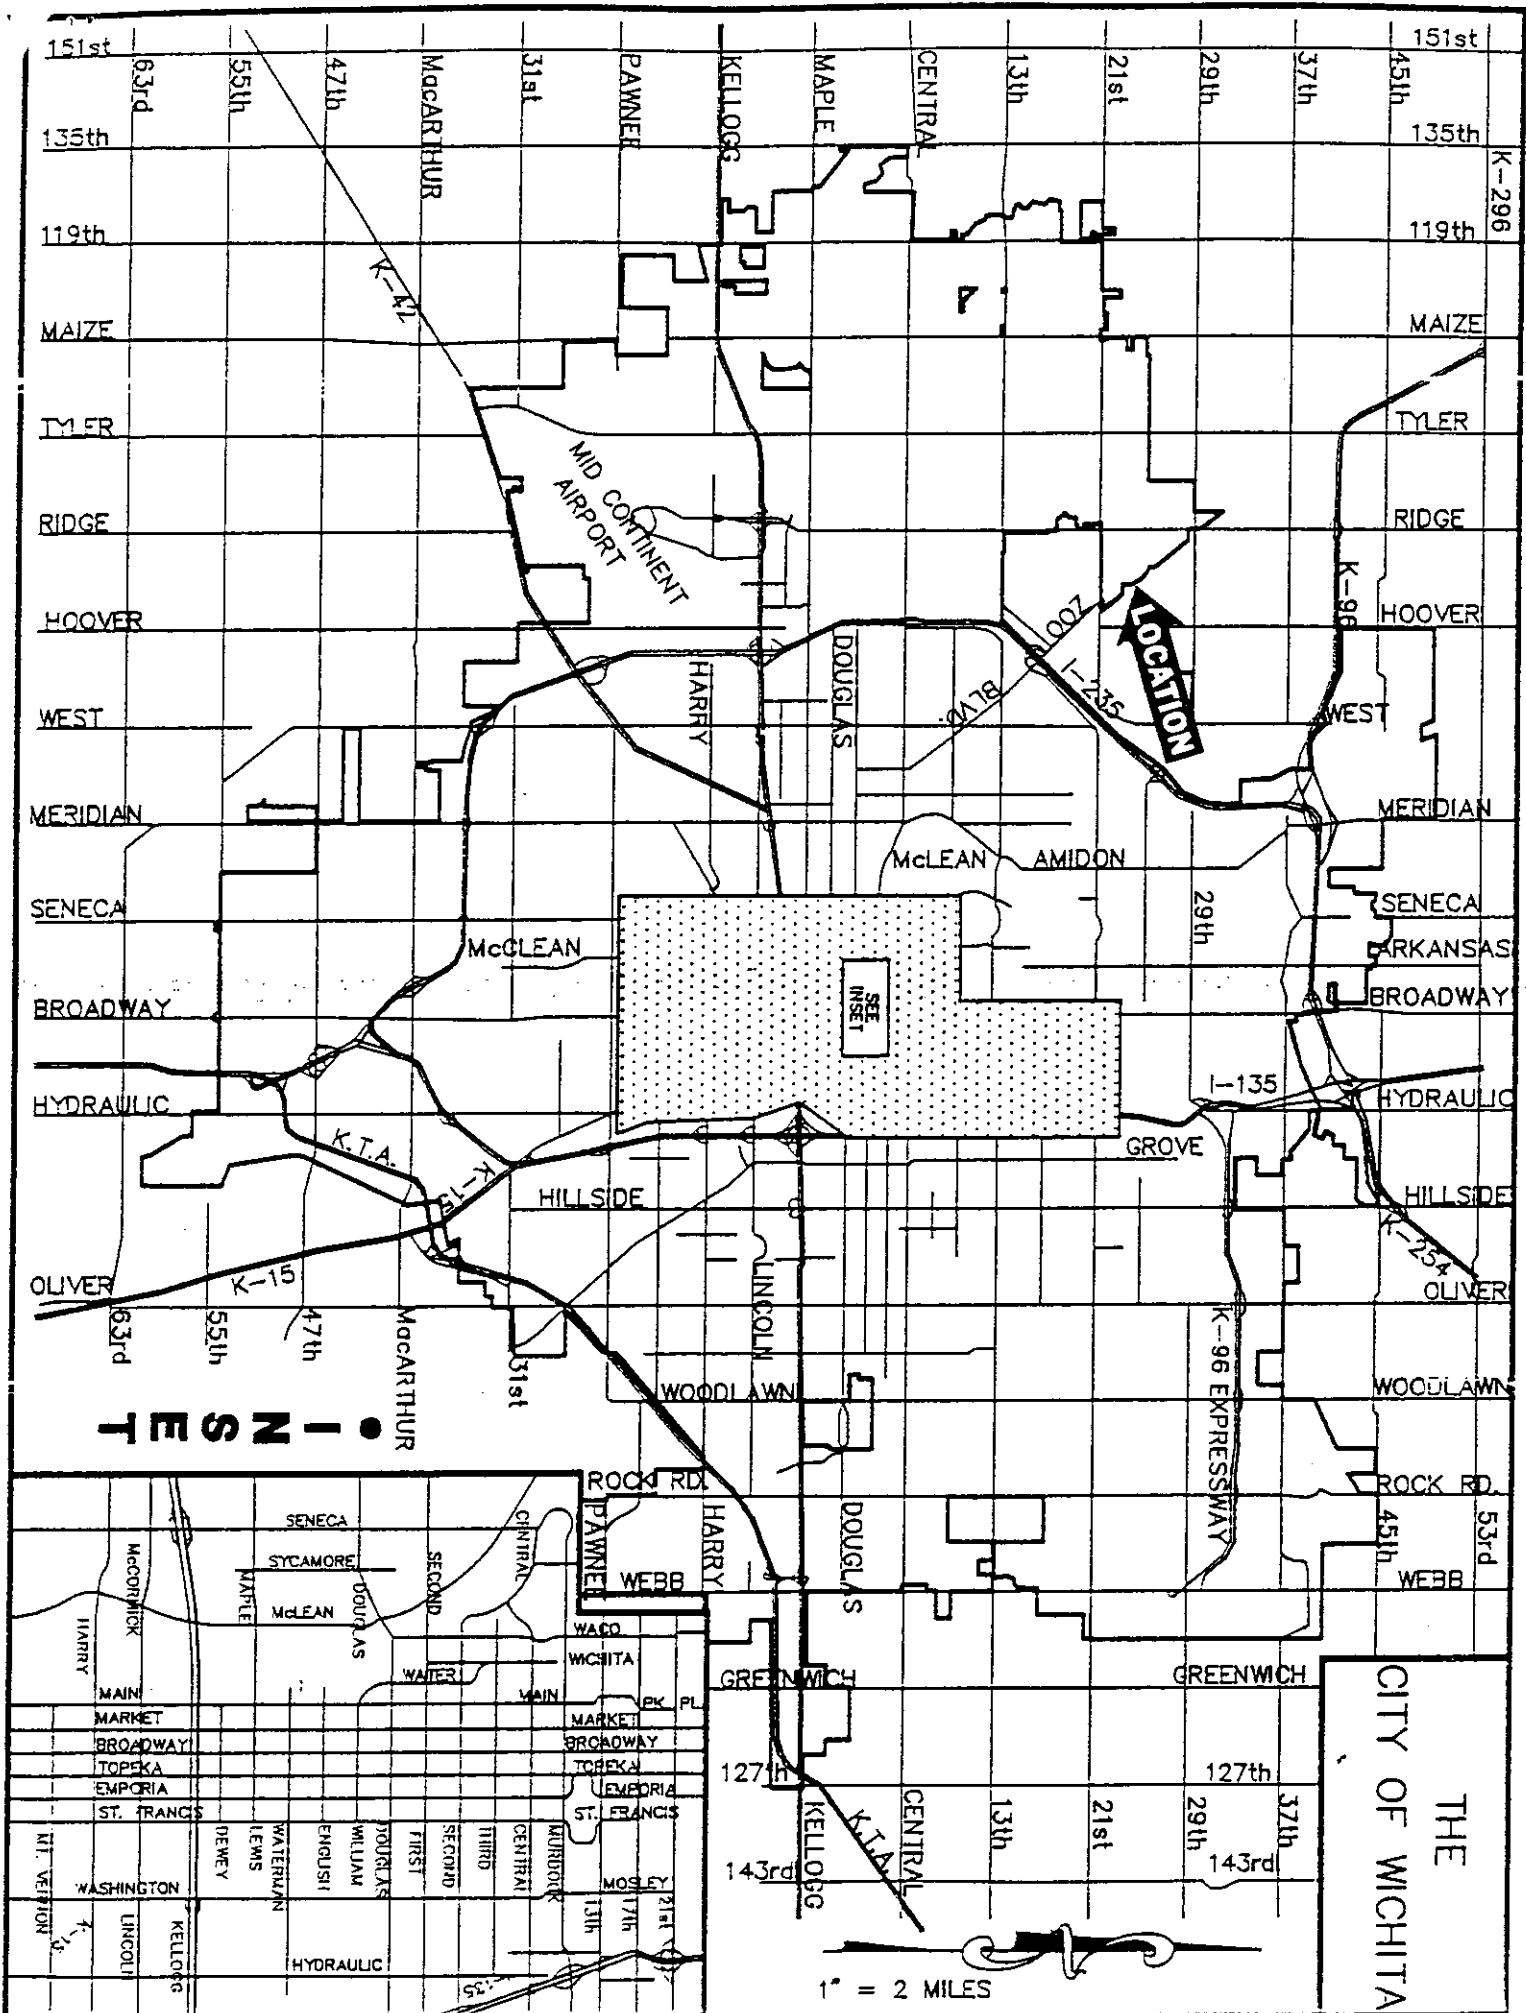 151st
63rd
55th
47th
MacARTHUR
31st
PAWNEE
KELLOGG
MAPLE
CENTRAL
13th
21st
29th
37th
45th
151st
135th
135th
K-296
119th
119th
K-42
MAIZE
MAIZE
TYLER
TYLER
MID CONTINENT
AIRPORT
RIDGE
RIDGE
K-96
HOOVER
HOOVER
ZOO
BLVD.
LOCATION
I-235
DOUGLAS
HARRY
WEST
WEST
MERIDIAN
MERIDIAN
McLEAN
AMIDON
SENECA
29th
SENECA
McCLEAN
ARKANSAS
SEE
INSET
BROADWAY
BROADWAY
I-135
HYDRAULIC
HYDRAULIC
K.T.A.
GROVE
K-15
HILLSIDE
HILLSIDE
K-254
K-15
LINCOLN
OLIVER
OLIVER
63rd
55th
47th
MacARTHUR
31st
K-96 EXPRESSWAY
WOODLAWN
WOODLAWN
• INSET
ROCK RD.
ROCK RD.
PAWNEE
HARRY
DOUGLAS
45th
53rd
WEBB
WEBB
GREENWICH
GREENWICH
127th
127th
KELLOGG
K.T.A.
CENTRAL
13th
21st
29th
37th
143rd
143rd
THE
CITY OF WICHITA
1" = 2 MILES
SENECA
SYCAMORE
McCORMICK
MAPLE
DOUGLAS
SECOND
CENTRAL
McLEAN
HARRY
WACO
WICHITA
WATER
MAIN
MAIN
PK. PL.
MARKET
MARKET
BROADWAY
BROADWAY
TOPEKA
TOPEKA
EMPORIA
EMPORIA
ST. FRANCIS
ST. FRANCIS
MT. VERNON
K-15
LINCOLN
KELLOGG
DEWEY
LEWIS
WATERMAN
ENGLISH
WILLIAM
DOUGLAS
FIRST
SECOND
THIRD
CENTRAL
MURDOCK
13th
17th
21st
WASHINGTON
MOSLEY
HYDRAULIC
I-135